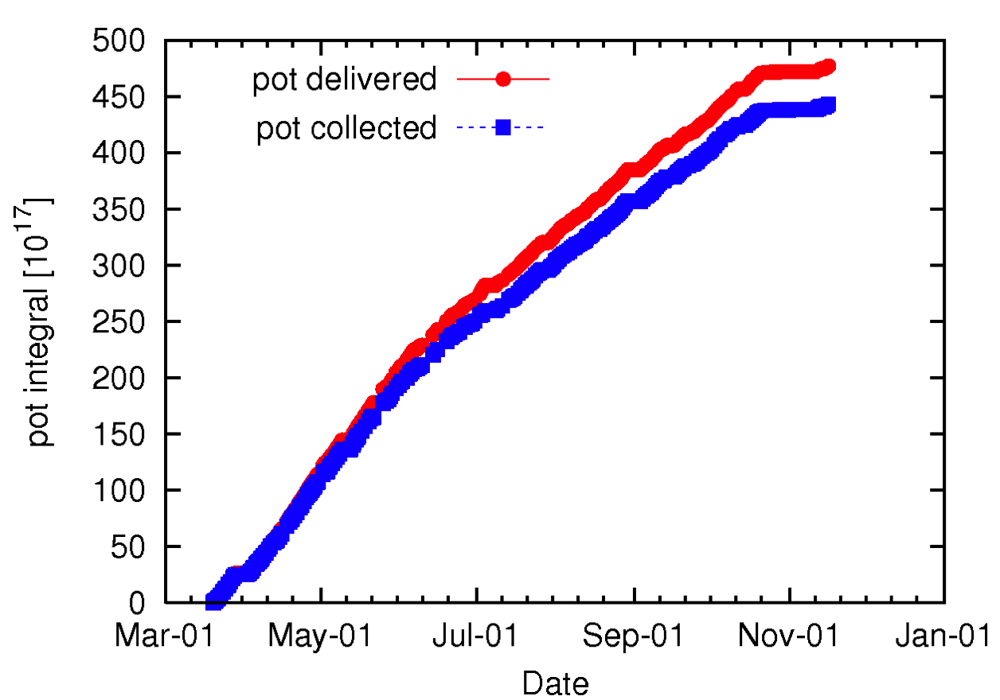 500
450
400
350
300
250
200
150
100
50
0
pot integral [10^17]
pot delivered
pot collected
Mar-01 May-01 Jul-01 Sep-01 Nov-01 Jan-01
Date